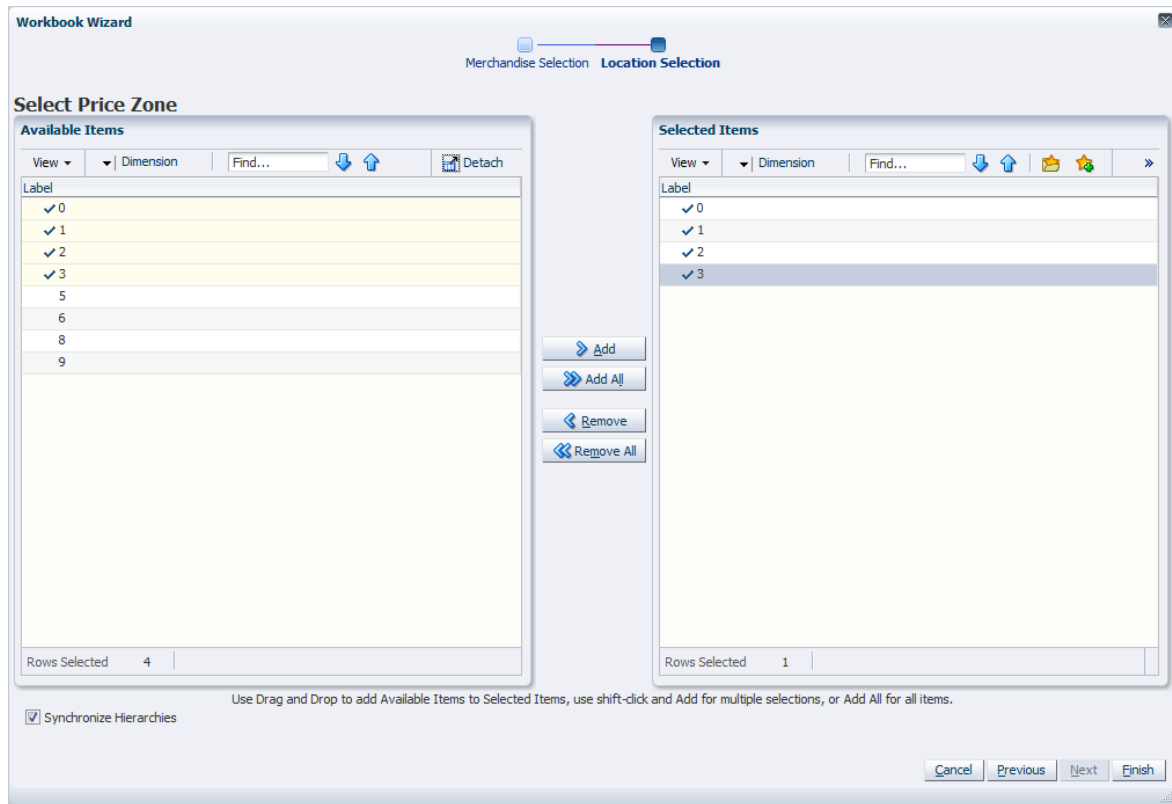 Workbook Wizard
Merchandise Selection Location Selection
Select Price Zone
Available Items
View Dimension Find... Detach
Label
0
1
2
3
5
6
8
9
Rows Selected 4
Add
Add All
Remove
Remove All
Selected Items
View Dimension Find... »
Label
0
1
2
3
Rows Selected 1
Use Drag and Drop to add Available Items to Selected Items, use shift-click and Add for multiple selections, or Add All for all items.
Synchronize Hierarchies
Cancel Previous Next Finish